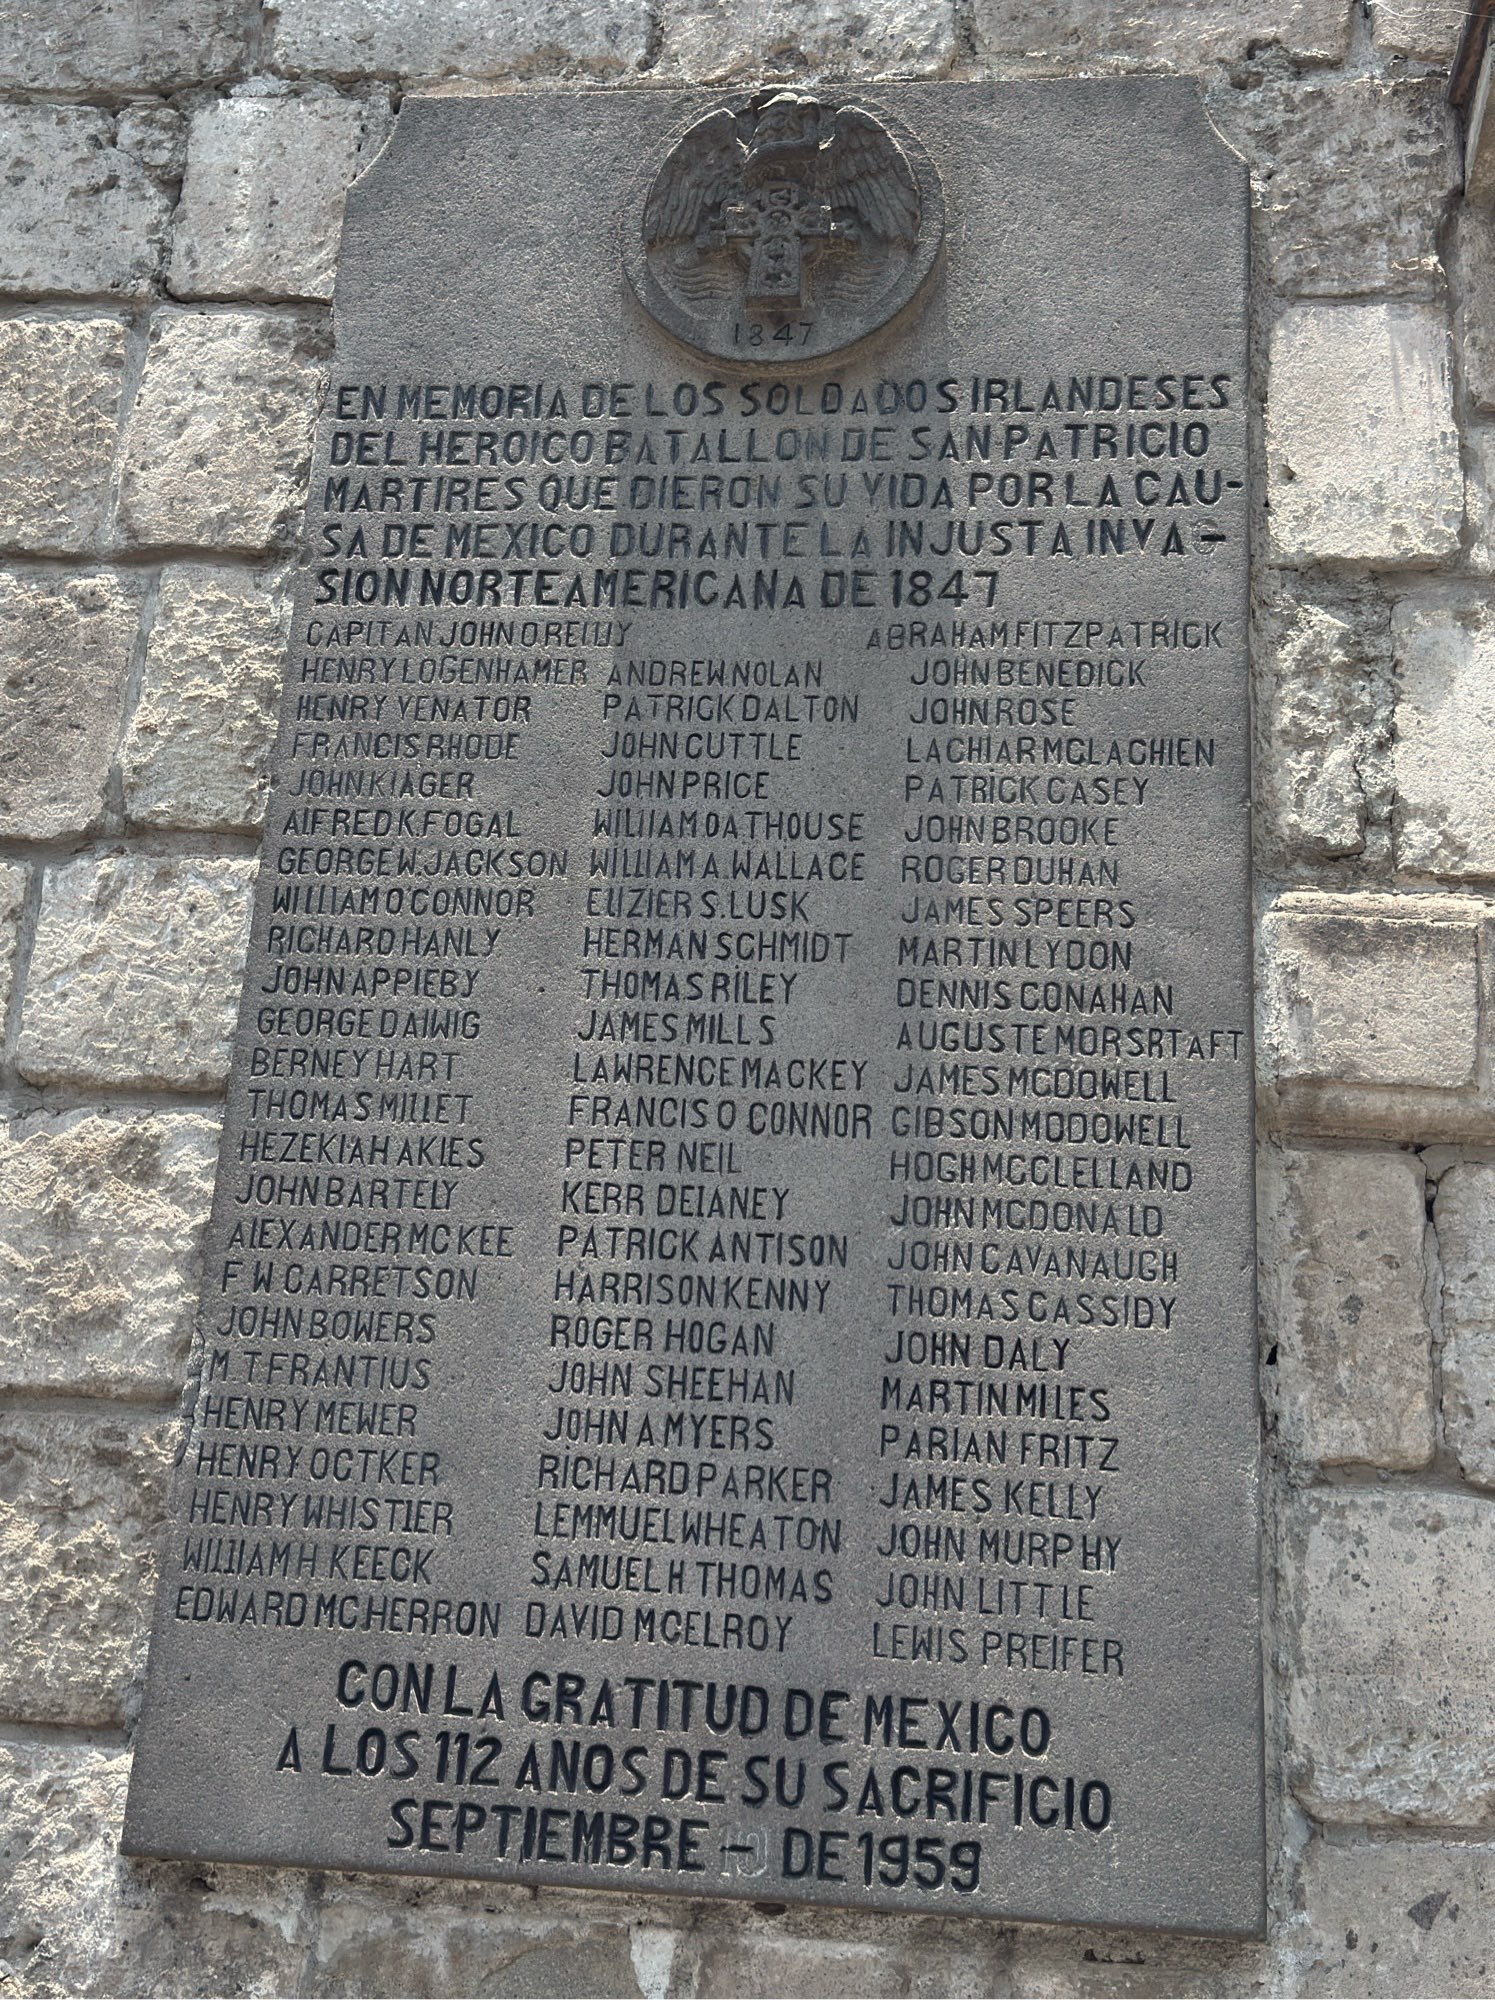 1847
EN MEMORIA DE LOS SOLDADOS IRLANDESES
DEL HEROICO BATALLON DE SAN PATRICIO
MARTIRES QUE DIERON SU VIDA POR LA CAU-
SA DE MEXICO DURANTE LA INJUSTA INVA-
SION NORTEAMERICANA DE 1847
CAPITAN JOHN OREILLY ABRAHAM FITZPATRICK
HENRY LOGENHAMER ANDREW NOLAN JOHN BENEDICK
HENRY VENATOR PATRICK DALTON JOHN ROSE
FRANCIS RHODE JOHN CUTTLE LACHLAR MCLACHLEN
JOHN KLAGER JOHN PRICE PATRICK CASEY
ALFRED K. FOGAL WILLIAM OATHOUSE JOHN BROOKE
GEORGE W. JACKSON WILLIAM A. WALLACE ROGER DUHAN
WILLIAM O'CONNOR ELIZIER S. LUSK JAMES SPEERS
RICHARD HANLY HERMAN SCHMIDT MARTIN LYDON
JOHN APPLEBY THOMAS RILEY DENNIS CONAHAN
GEORGE DALWIG JAMES MILLS AUGUSTE MORSRTAFT
BERNEY HART LAWRENCE MACKEY JAMES MCDOWELL
THOMAS MILLET FRANCIS O CONNOR GIBSON MCDOWELL
HEZEKIAH AKLES PETER NEIL HOGH MCCLELLAND
JOHN BARTELY KERR DELANEY JOHN MCDONALD
ALEXANDER MCKEE PATRICK ANTISON JOHN CAVANAUGH
F W CARRETSON HARRISON KENNY THOMAS CASSIDY
JOHN BOWERS ROGER HOGAN JOHN DALY
M T FRANTIUS JOHN SHEEHAN MARTIN MILES
HENRY MEWER JOHN A MYERS PARIAN FRITZ
HENRY OCTKER RICHARD PARKER JAMES KELLY
HENRY WHISTLER LEMMUEL WHEATON JOHN MURPHY
WILLIAM H KEECK SAMUEL H THOMAS JOHN LITTLE
EDWARD MCHERRON DAVID MCELROY LEWIS PREIFER
CON LA GRATITUD DE MEXICO
A LOS 112 ANOS DE SU SACRIFICIO
SEPTIEMBRE - DE 1959